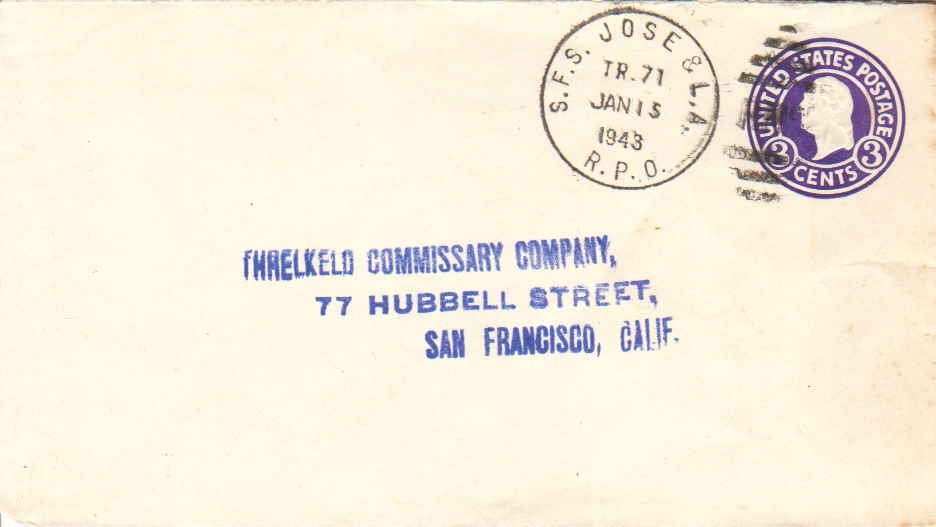 S.F.S. JOSE & L.A.
TR. 71
JAN 15
1943
R.P.O.
UNITED STATES POSTAGE
3 CENTS 3
THRELKELD COMMISSARY COMPANY,
77 HUBBELL STREET,
SAN FRANCISCO, CALIF.